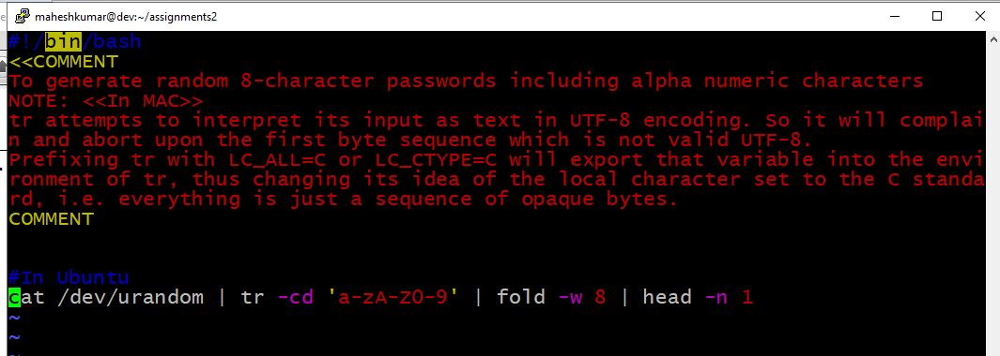 maheshkumar@dev:~/assignments2
#!/bin/bash
<<COMMENT
To generate random 8-character passwords including alpha numeric characters
NOTE: <<In MAC>>
tr attempts to interpret its input as text in UTF-8 encoding. So it will complai
n and abort upon the first byte sequence which is not valid UTF-8.
Prefixing tr with LC_ALL=C or LC_CTYPE=C will export that variable into the envi
ronment of tr, thus changing its idea of the local character set to the C standa
rd, i.e. everything is just a sequence of opaque bytes.
COMMENT
#In Ubuntu
cat /dev/urandom | tr -cd 'a-zA-Z0-9' | fold -w 8 | head -n 1
~
~